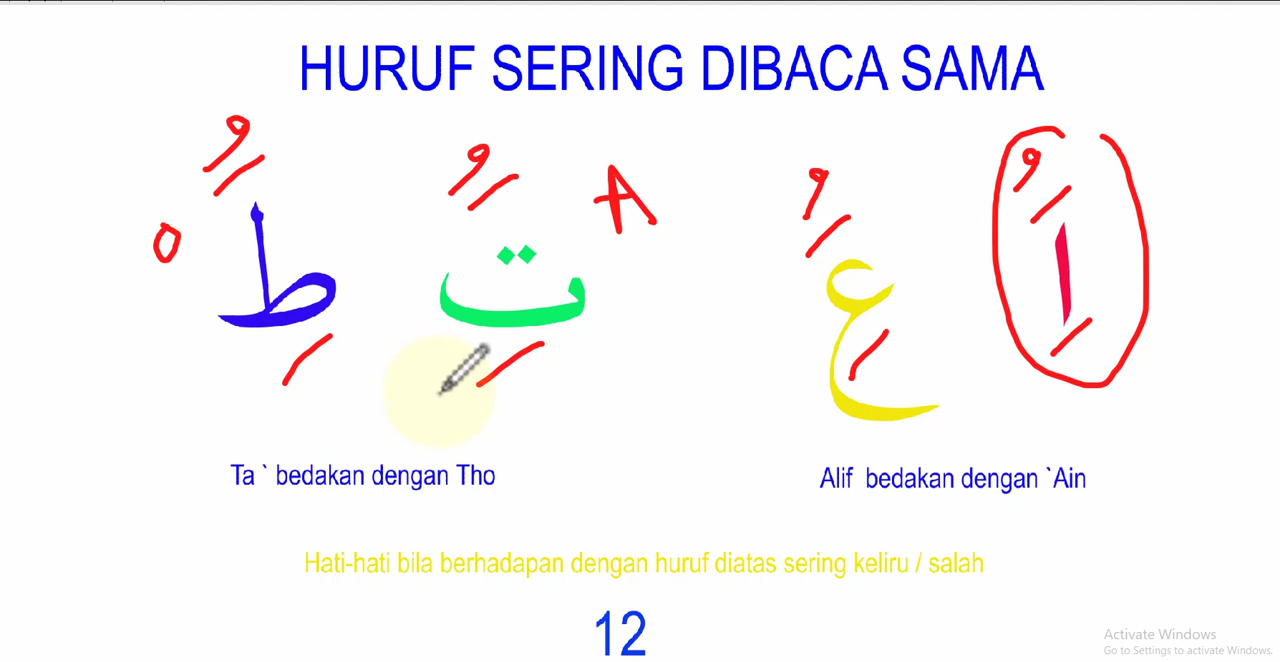 HURUF SERING DIBACA SAMA
O A
ط ت ع ا
Ta ` bedakan dengan Tho
Alif bedakan dengan `Ain
Hati-hati bila berhadapan dengan huruf diatas sering keliru / salah
12
Activate Windows
Go to Settings to activate Windows.